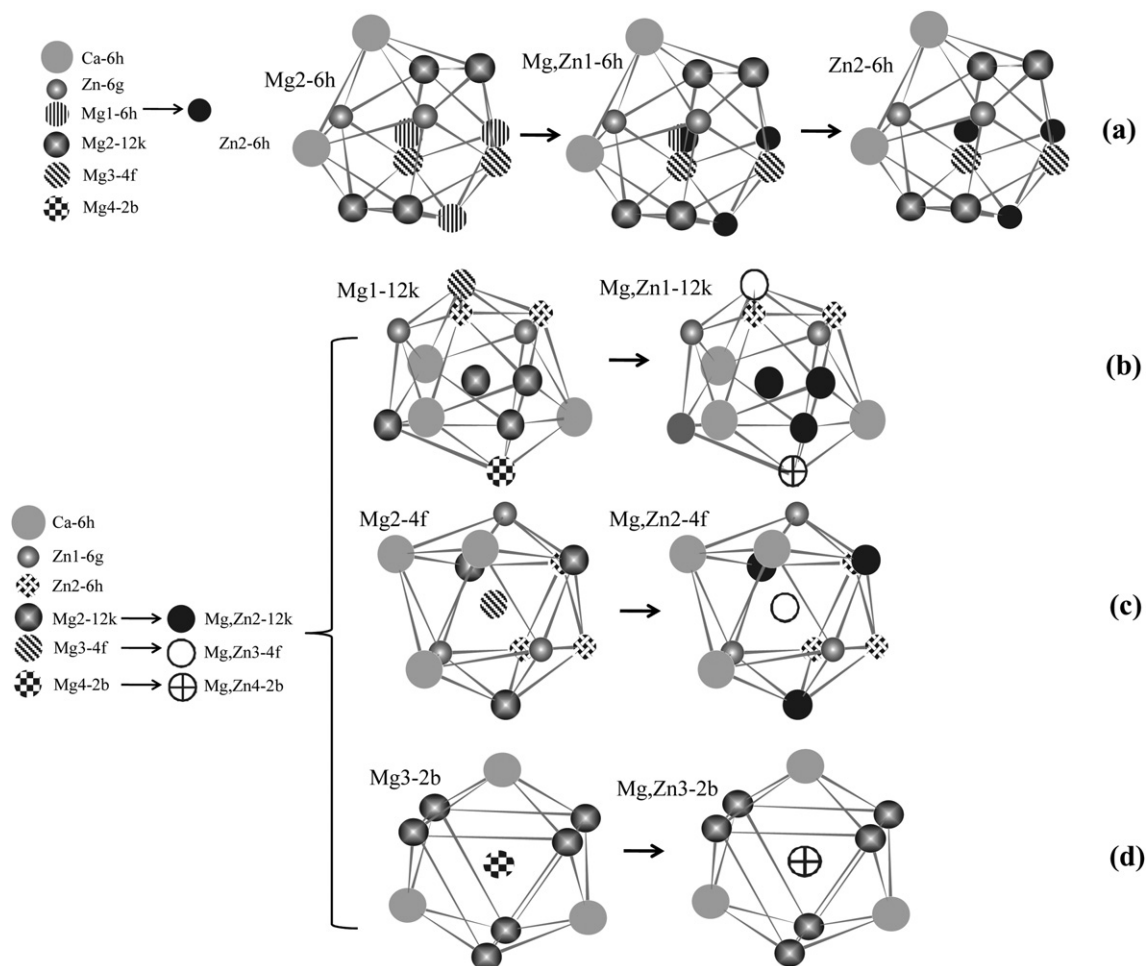 Ca-6h
Zn-6g
Mg1-6h
Zn2-6h
Mg2-12k
Mg3-4f
Mg4-2b
Mg2-6h
Mg,Zn1-6h
Zn2-6h
(a)
Mg1-12k
Mg,Zn1-12k
(b)
Mg2-4f
Mg,Zn2-4f
(c)
Ca-6h
Zn1-6g
Zn2-6h
Mg2-12k
Mg,Zn2-12k
Mg3-4f
Mg,Zn3-4f
Mg4-2b
Mg,Zn4-2b
Mg3-2b
Mg,Zn3-2b
(d)